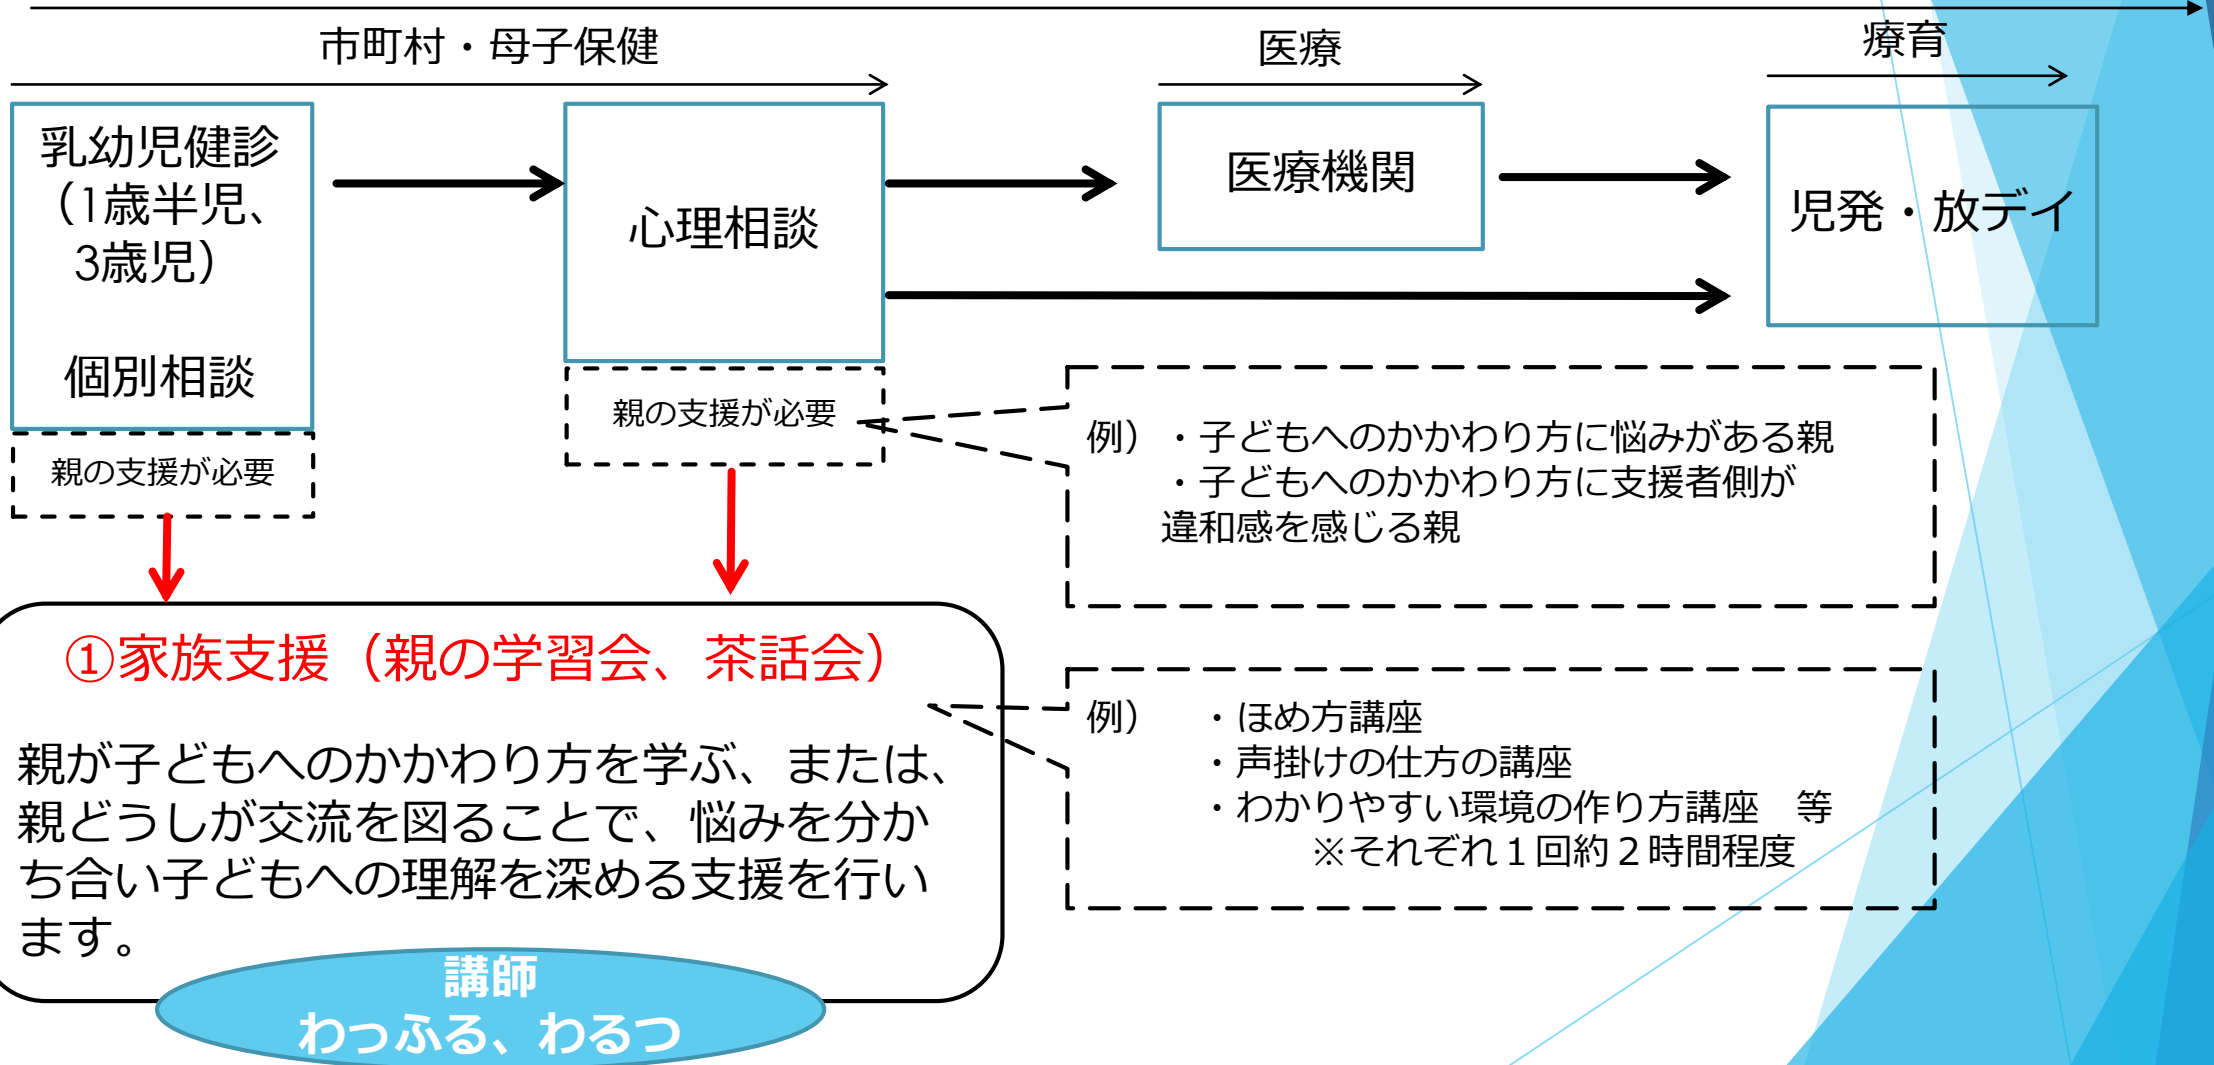 市町村・母子保健
医療
療育
乳幼児健診
（1歳半児、
3歳児）
個別相談
心理相談
医療機関
児発・放デイ
親の支援が必要
親の支援が必要
例）・子どもへのかかわり方に悩みがある親
・子どもへのかかわり方に支援者側が
違和感を感じる親
①家族支援（親の学習会、茶話会）
親が子どもへのかかわり方を学ぶ、または、
親どうしが交流を図ることで、悩みを分か
ち合い子どもへの理解を深める支援を行い
ます。
例）　・ほめ方講座
・声掛けの仕方の講座
・わかりやすい環境の作り方講座　等
※それぞれ１回約２時間程度
講師
わっふる、わるつ